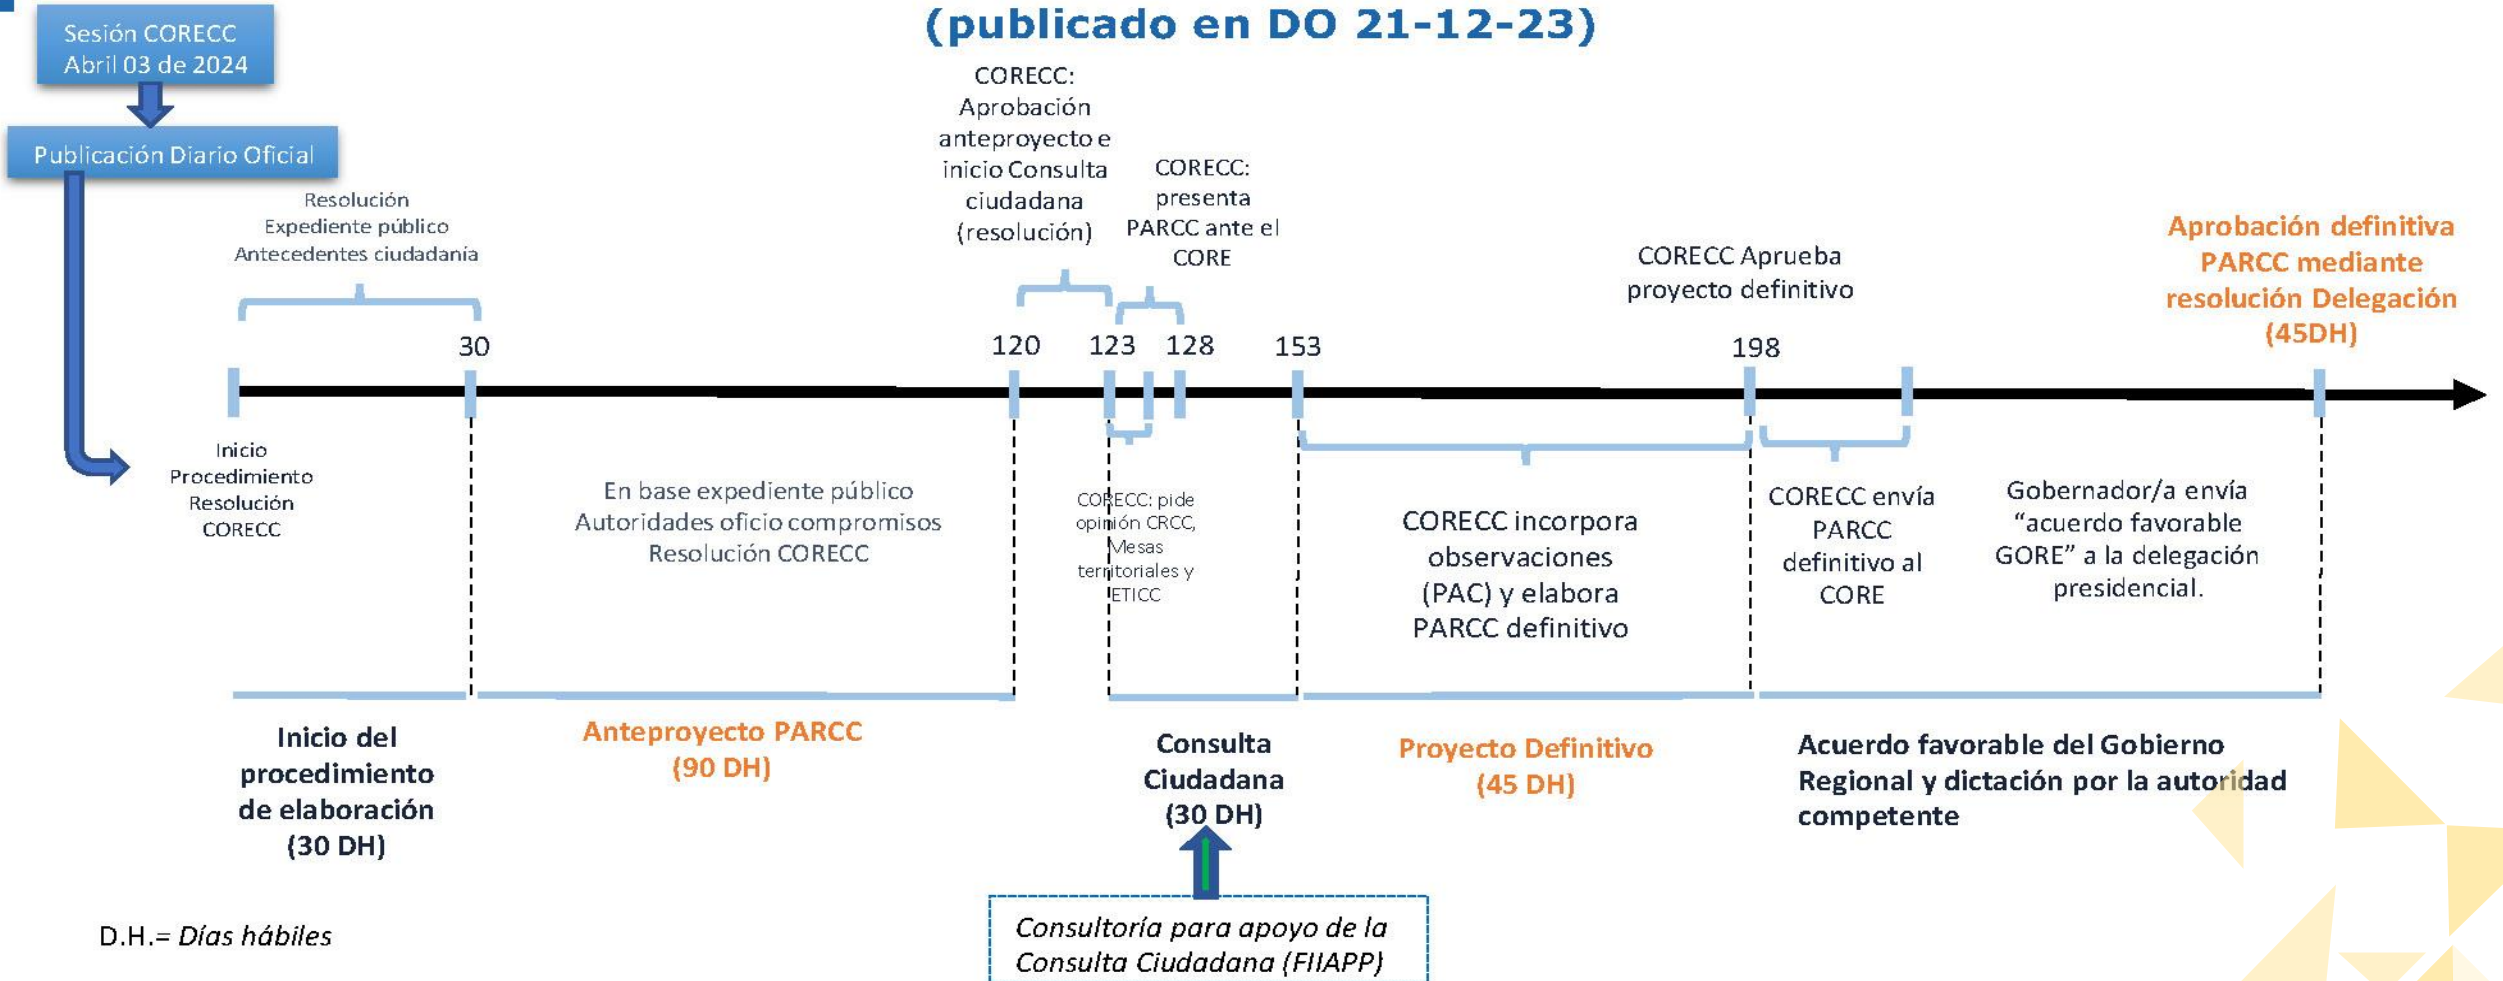 (publicado en DO 21-12-23)
Sesión CORECC
Abril 03 de 2024
Publicación Diario Oficial
Resolución
Expediente público
Antecedentes ciudadanía
CORECC:
Aprobación
anteproyecto e
inicio Consulta
ciudadana
(resolución)
CORECC:
presenta
PARCC ante el
CORE
CORECC Aprueba
proyecto definitivo
Aprobación definitiva
PARCC mediante
resolución Delegación
(45DH)
30
120
123
128
153
198
Inicio
Procedimiento
Resolución
CORECC
En base expediente público
Autoridades oficio compromisos
Resolución CORECC
CORECC: pide
opinión CRCC,
Mesas
territoriales y
ETICC
CORECC incorpora
observaciones
(PAC) y elabora
PARCC definitivo
CORECC envía
PARCC
definitivo al
CORE
Gobernador/a envía
“acuerdo favorable
GORE” a la delegación
presidencial.
Inicio del
procedimiento
de elaboración
(30 DH)
Anteproyecto PARCC
(90 DH)
Consulta
Ciudadana
(30 DH)
Proyecto Definitivo
(45 DH)
Acuerdo favorable del Gobierno
Regional y dictación por la autoridad
competente
D.H.= Días hábiles
Consultoría para apoyo de la
Consulta Ciudadana (FIIAPP)